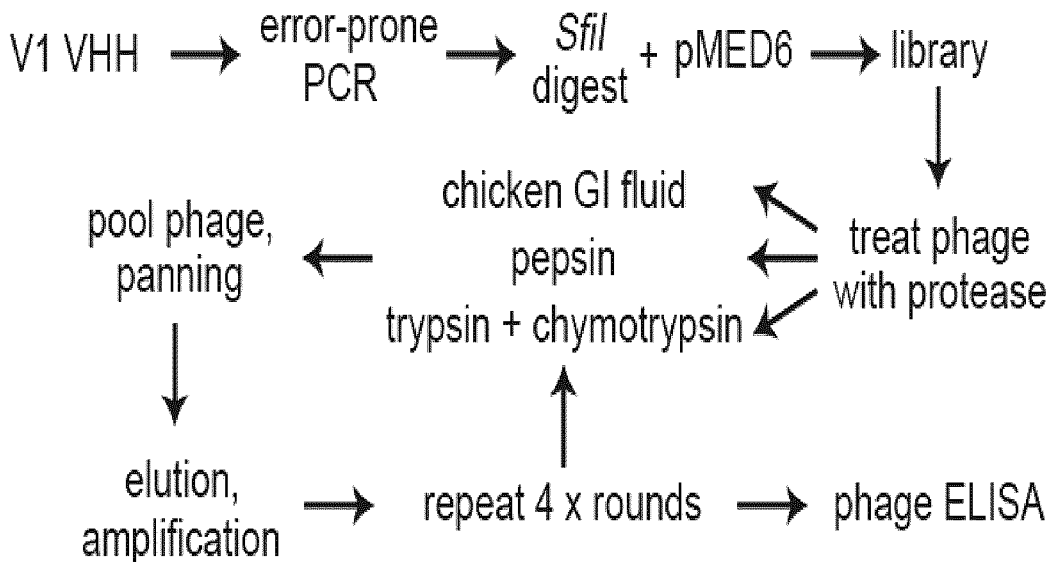 V1 VHH
error-prone
PCR
SfiI
digest
+ pMED6
library
treat phage
with protease
chicken GI fluid
pepsin
trypsin + chymotrypsin
pool phage,
panning
elution,
amplification
repeat 4 x rounds
phage ELISA